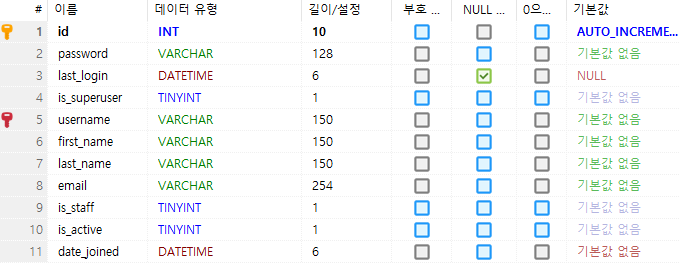 # 이름 데이터 유형 길이/설정 부호 ... NULL ... 0으... 기본값
1 id INT 10 AUTO_INCREME...
2 password VARCHAR 128 기본값 없음
3 last_login DATETIME 6 NULL
4 is_superuser TINYINT 1 기본값 없음
5 username VARCHAR 150 기본값 없음
6 first_name VARCHAR 150 기본값 없음
7 last_name VARCHAR 150 기본값 없음
8 email VARCHAR 254 기본값 없음
9 is_staff TINYINT 1 기본값 없음
10 is_active TINYINT 1 기본값 없음
11 date_joined DATETIME 6 기본값 없음